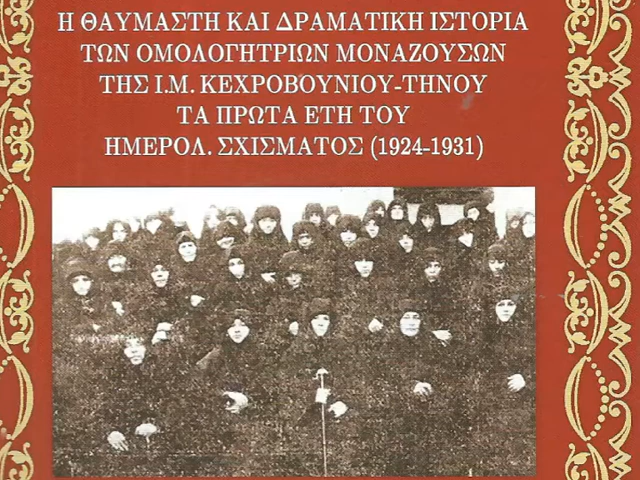 Η ΘΑΥΜΑΣΤΗ ΚΑΙ ΔΡΑΜΑΤΙΚΗ ΙΣΤΟΡΙΑ
ΤΩΝ ΟΜΟΛΟΓΗΤΡΙΩΝ ΜΟΝΑΖΟΥΣΩΝ
ΤΗΣ Ι.Μ. ΚΕΧΡΟΒΟΥΝΙΟΥ-ΤΗΝΟΥ
ΤΑ ΠΡΩΤΑ ΕΤΗ ΤΟΥ
ΗΜΕΡΟΛ. ΣΧΙΣΜΑΤΟΣ (1924-1931)